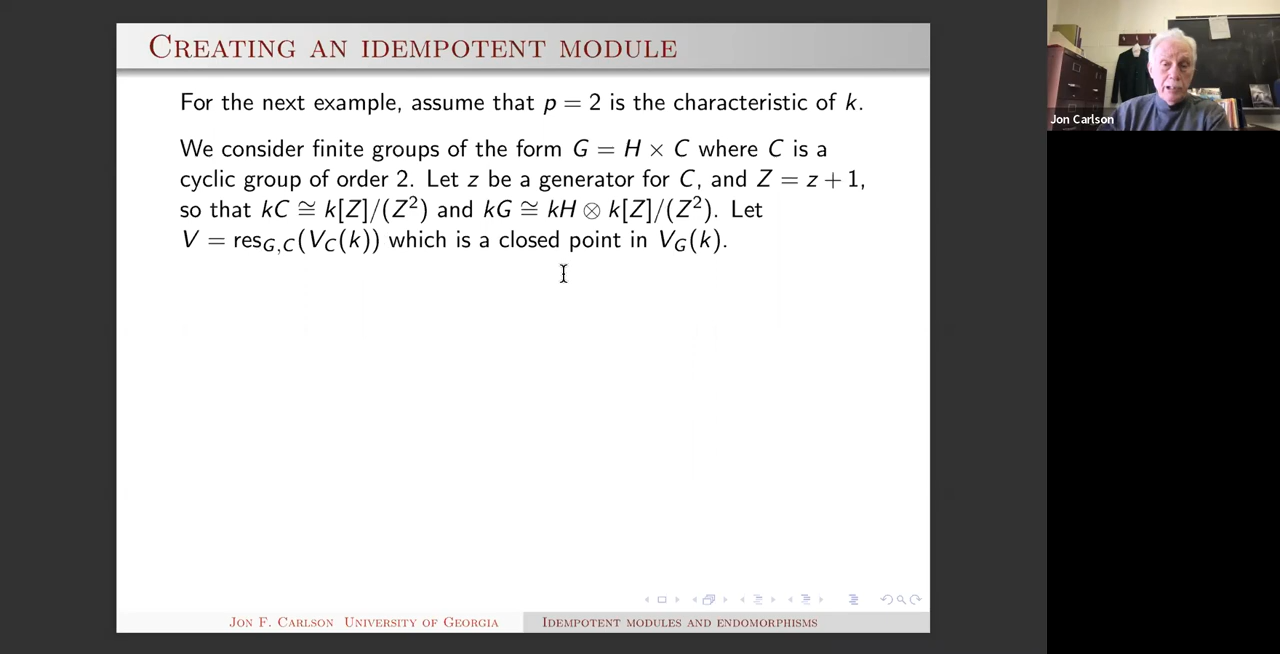 Creating an idempotent module
For the next example, assume that p = 2 is the characteristic of k.
We consider finite groups of the form G = H × C where C is a
cyclic group of order 2. Let z be a generator for C, and Z = z + 1,
so that kC ≅ k[Z]/(Z²) and kG ≅ kH ⊗ k[Z]/(Z²). Let
V = res_{G,C}(V_C(k)) which is a closed point in V_G(k).
Jon F. Carlson University of Georgia
Idempotent modules and endomorphisms
Jon Carlson